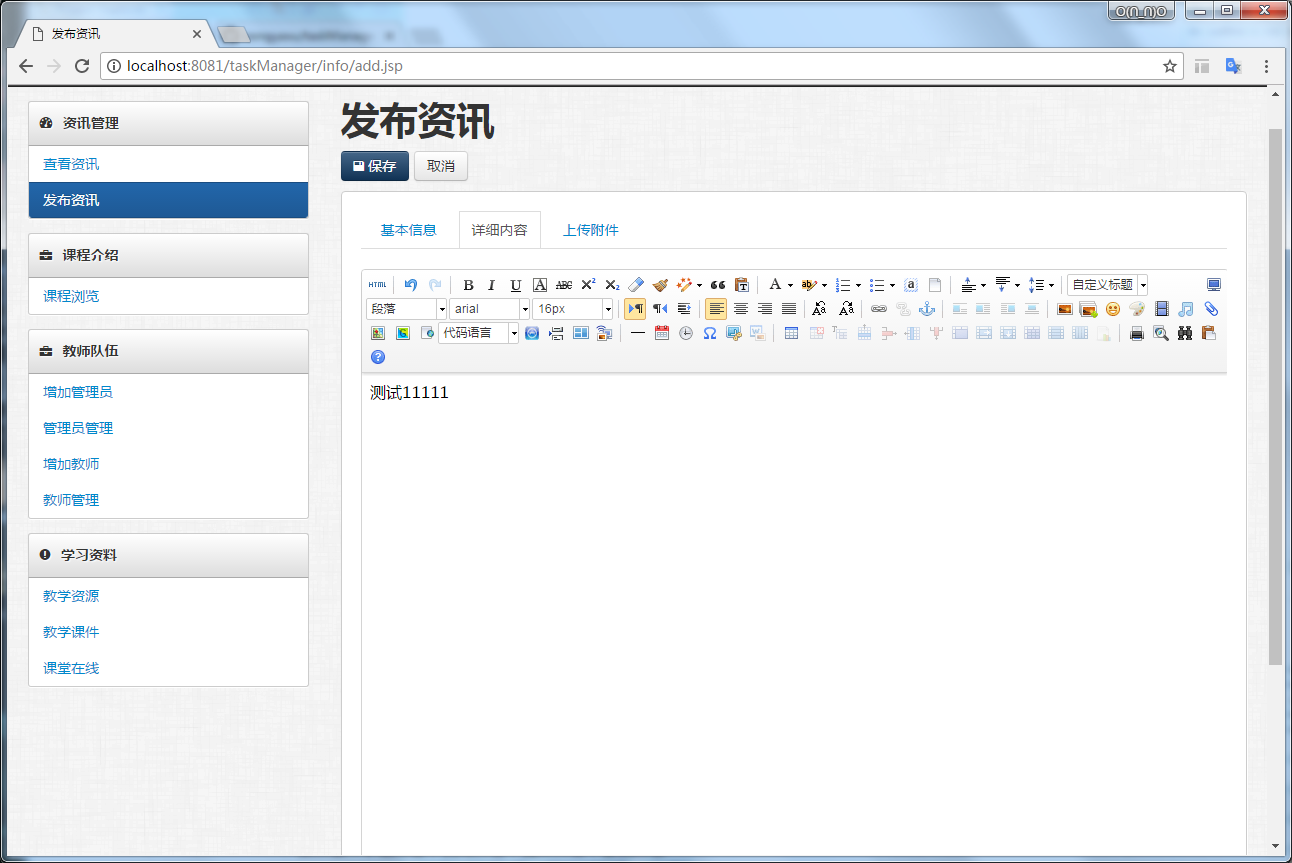 O(∩_∩)O
发布资讯
localhost:8081/taskManager/info/add.jsp
资讯管理
查看资讯
发布资讯
课程介绍
课程浏览
教师队伍
增加管理员
管理员管理
增加教师
教师管理
学习资料
教学资源
教学课件
课堂在线
发布资讯
保存 取消
基本信息 详细内容 上传附件
HTML B I U A ABC X² X₂ A ab 自定义标题
段落 arial 16px
代码语言
测试11111